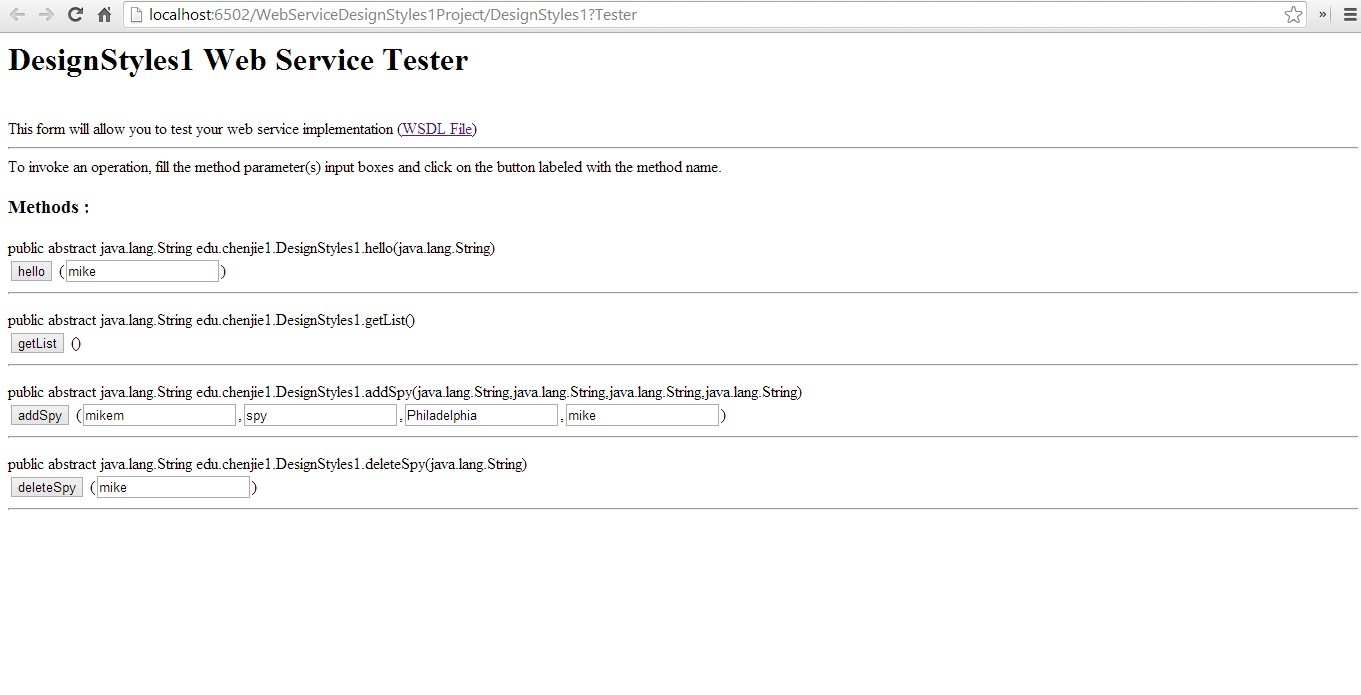 localhost:6502/WebServiceDesignStyles1Project/DesignStyles1?Tester »
DesignStyles1 Web Service Tester
This form will allow you to test your web service implementation (WSDL File)
To invoke an operation, fill the method parameter(s) input boxes and click on the button labeled with the method name.
Methods :
public abstract java.lang.String edu.chenjie1.DesignStyles1.hello(java.lang.String)
hello (mike)
public abstract java.lang.String edu.chenjie1.DesignStyles1.getList()
getList ()
public abstract java.lang.String edu.chenjie1.DesignStyles1.addSpy(java.lang.String,java.lang.String,java.lang.String,java.lang.String)
addSpy (mikem,spy,Philadelphia,mike)
public abstract java.lang.String edu.chenjie1.DesignStyles1.deleteSpy(java.lang.String)
deleteSpy (mike)